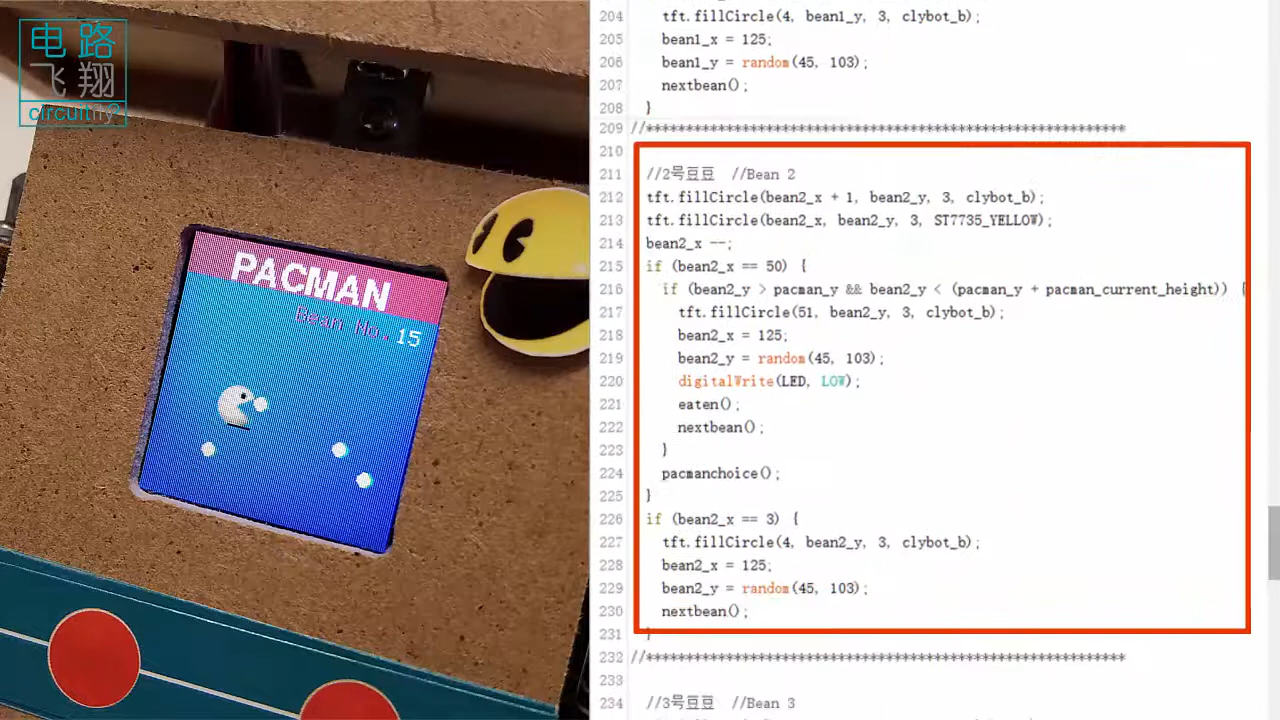 电路
飞翔
circuitfly?
PACMAN
Bean No. 15
204 tft.fillCircle(4, bean1_y, 3, clybot_b);
205 bean1_x = 125;
206 bean1_y = random(45, 103);
207 nextbean();
208 }
209 //************************************************************
210
211 //2号豆豆 //Bean 2
212 tft.fillCircle(bean2_x + 1, bean2_y, 3, clybot_b);
213 tft.fillCircle(bean2_x, bean2_y, 3, ST7735_YELLOW);
214 bean2_x --;
215 if (bean2_x == 50) {
216 if (bean2_y > pacman_y && bean2_y < (pacman_y + pacman_current_height)) {
217 tft.fillCircle(51, bean2_y, 3, clybot_b);
218 bean2_x = 125;
219 bean2_y = random(45, 103);
220 digitalWrite(LED, LOW);
221 eaten();
222 nextbean();
223 }
224 pacmanchoice();
225 }
226 if (bean2_x == 3) {
227 tft.fillCircle(4, bean2_y, 3, clybot_b);
228 bean2_x = 125;
229 bean2_y = random(45, 103);
230 nextbean();
231 }
232 //************************************************************
233
234 //3号豆豆 //Bean 3